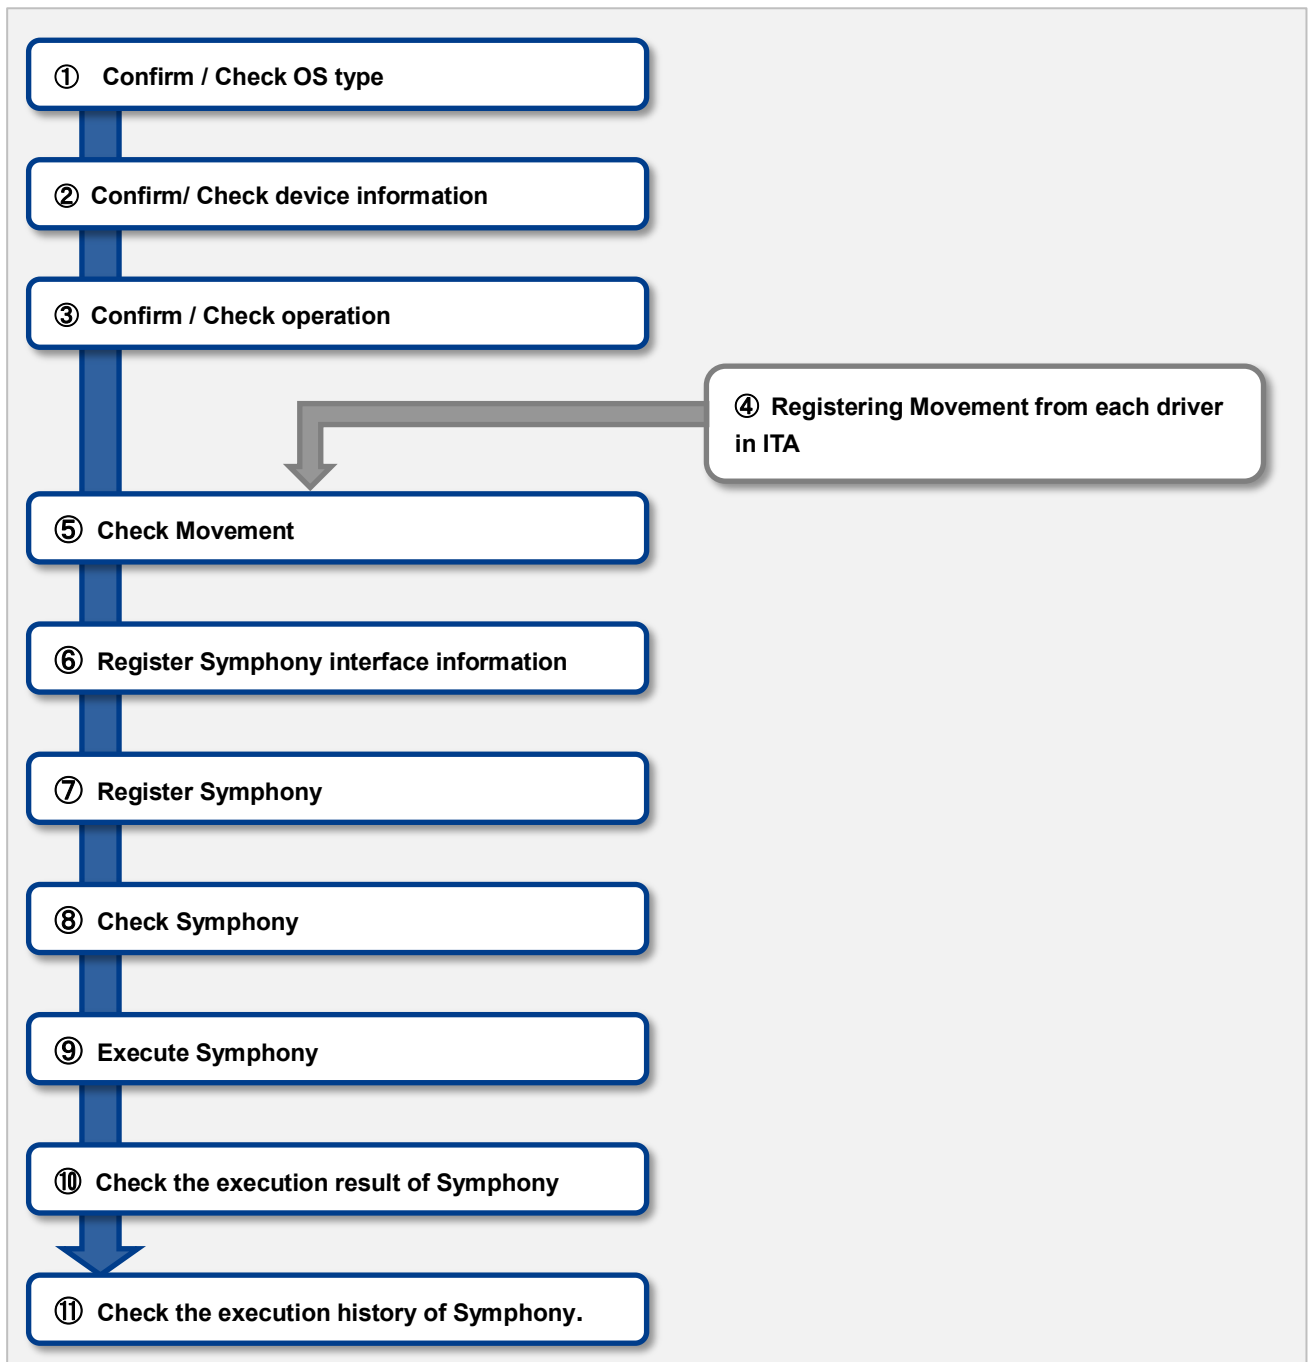 ① Confirm / Check OS type
② Confirm/ Check device information
③ Confirm / Check operation
④ Registering Movement from each driver
in ITA
⑤ Check Movement
⑥ Register Symphony interface information
⑦ Register Symphony
⑧ Check Symphony
⑨ Execute Symphony
⑩ Check the execution result of Symphony
⑪ Check the execution history of Symphony.